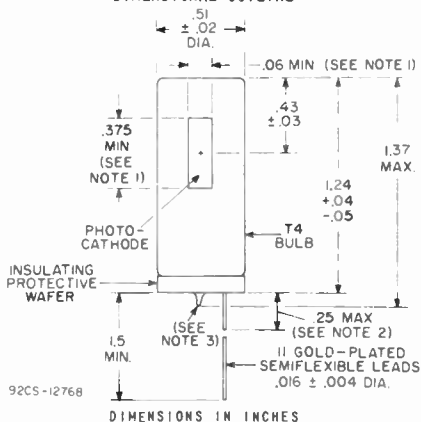 .51
± .02
DIA.
.06 MIN (SEE NOTE 1)
.43
±.03
.375
MIN
(SEE
NOTE 1)
1.37
MAX.
1.24
+.04
-.05
PHOTO-
CATHODE
T4
BULB
INSULATING
PROTECTIVE
WAFER
(SEE
NOTE 3)
.25 MAX
(SEE NOTE 2)
1.5
MIN.
11 GOLD-PLATED
SEMIFLEXIBLE LEADS
.016 ± .004 DIA.
92CS-12768
DIMENSIONS IN INCHES